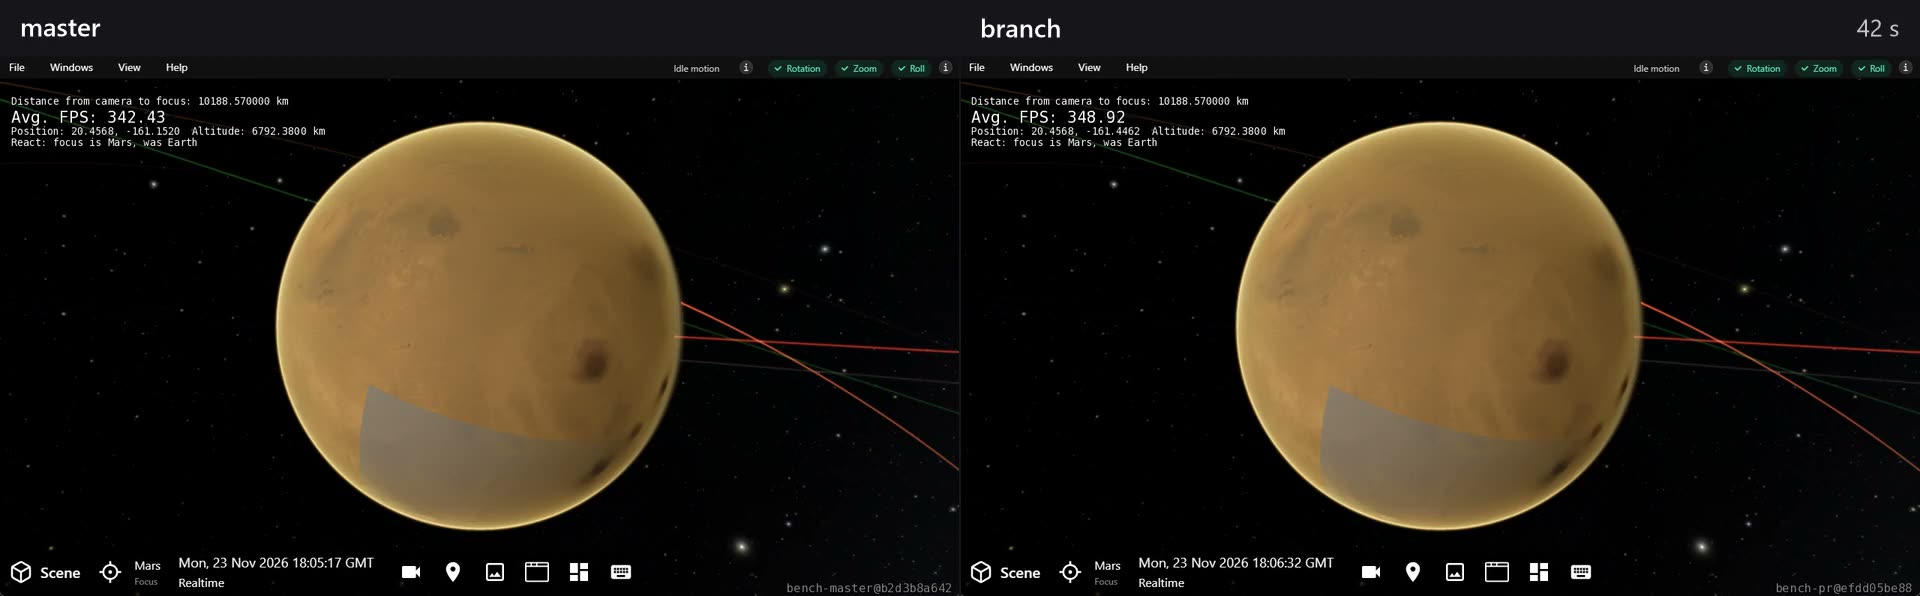 master
File Windows View Help Idle motion i Rotation Zoom Roll i
Distance from camera to focus: 10188.570000 km
Avg. FPS: 342.43
Position: 20.4568, -161.1520 Altitude: 6792.3800 km
React: focus is Mars, was Earth
Scene
Mars
Focus
Mon, 23 Nov 2026 18:05:17 GMT
Realtime
bench-master@b2d3b8a642
branch
42 s
File Windows View Help Idle motion i Rotation Zoom Roll i
Distance from camera to focus: 10188.570000 km
Avg. FPS: 348.92
Position: 20.4568, -161.4462 Altitude: 6792.3800 km
React: focus is Mars, was Earth
Scene
Mars
Focus
Mon, 23 Nov 2026 18:06:32 GMT
Realtime
bench-pr@efdd05be88